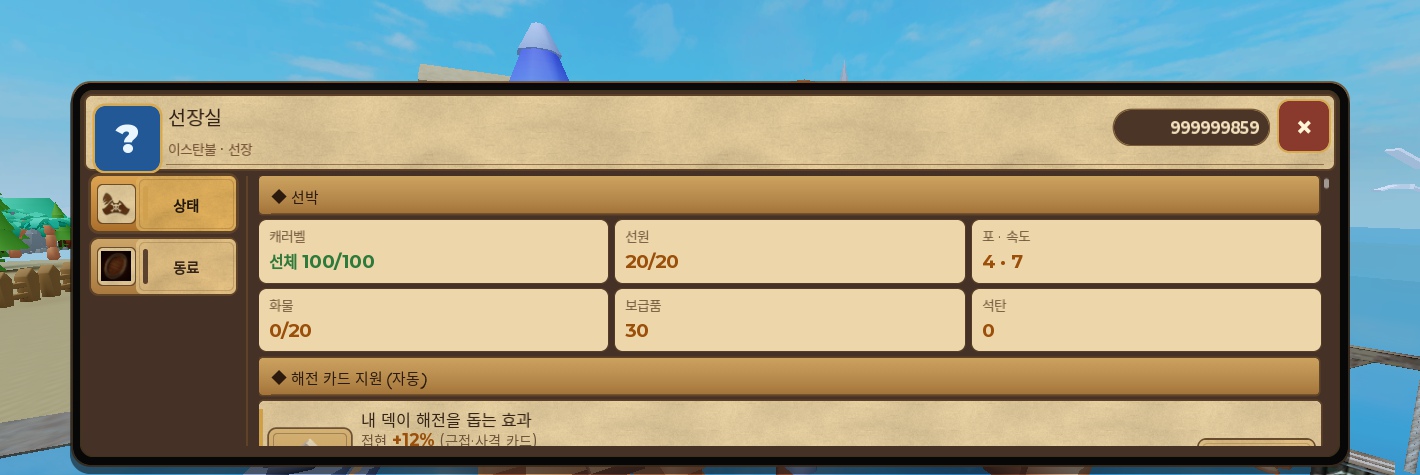 ?
선장실
이스탄불 · 선장
999999859
×
상태
동료
◆ 선박
캐러벨
선체 100/100
선원
20/20
포 · 속도
4 · 7
화물
0/20
보급품
30
석탄
0
◆ 해전 카드 지원 (자동)
내 덱이 해전을 돕는 효과
접현 +12% (근접·사격 카드)